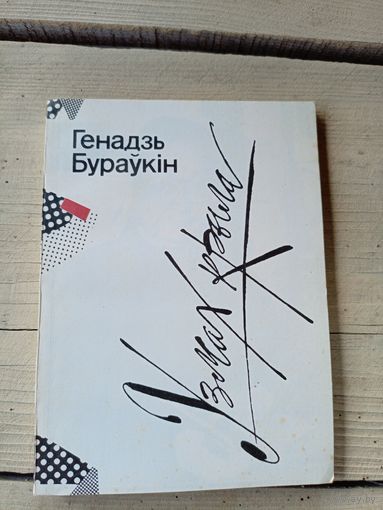 Генадзь
Бураўкін
Узмах крыла